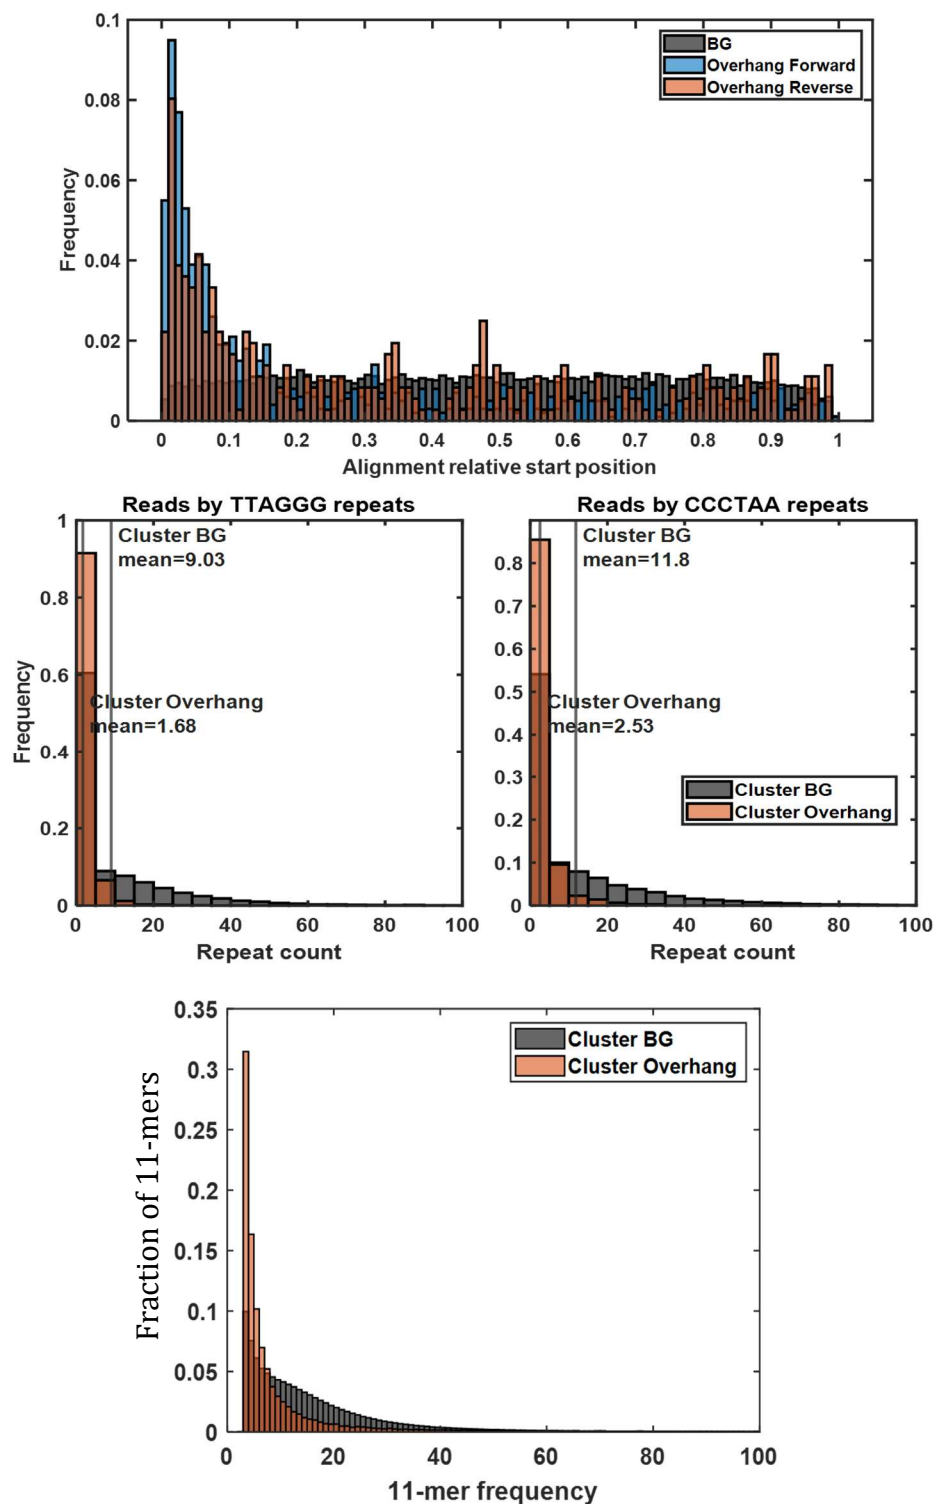 0.1
0.08
0.06
0.04
0.02
0
Frequency
BG
Overhang Forward
Overhang Reverse
0 0.1 0.2 0.3 0.4 0.5 0.6 0.7 0.8 0.9 1
Alignment relative start position
Reads by TTAGGG repeats
1
0.8
0.6
0.4
0.2
0
Frequency
Cluster BG
mean=9.03
Cluster Overhang
mean=1.68
0 20 40 60 80 100
Repeat count
Reads by CCCTAA repeats
0.8
0.7
0.6
0.5
0.4
0.3
0.2
0.1
0
Cluster BG
mean=11.8
Cluster Overhang
mean=2.53
Cluster BG
Cluster Overhang
0 20 40 60 80 100
Repeat count
0.35
0.3
0.25
0.2
0.15
0.1
0.05
0
Fraction of 11-mers
Cluster BG
Cluster Overhang
0 20 40 60 80 100
11-mer frequency